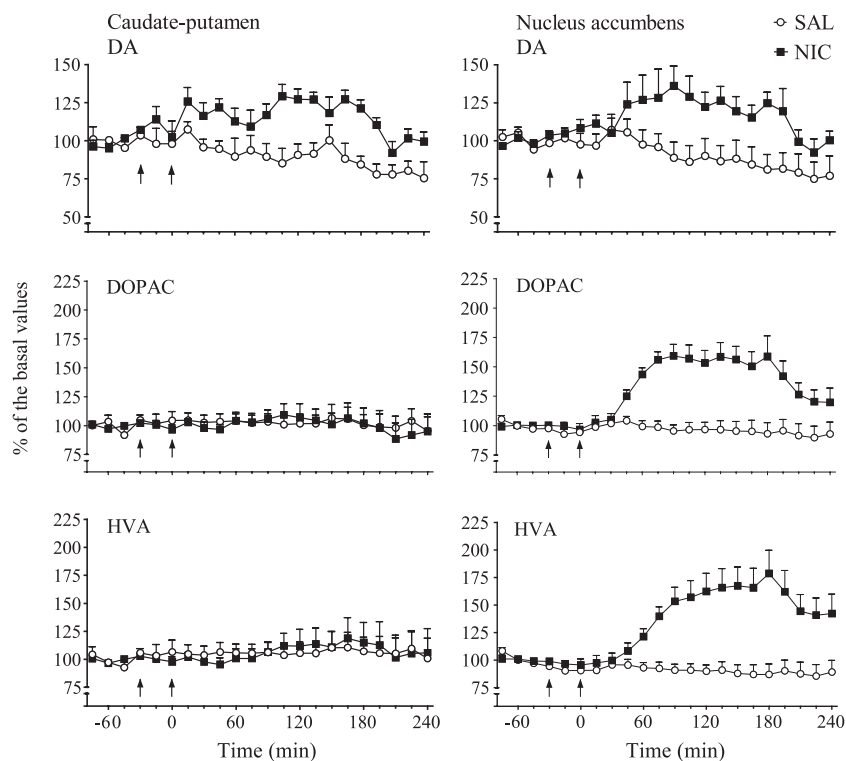 Caudate-putamen
DA
150
125
100
75
50
Nucleus accumbens
DA
SAL
NIC
150
125
100
75
50
% of the basal values
DOPAC
225
200
175
150
125
100
75
DOPAC
225
200
175
150
125
100
75
HVA
225
200
175
150
125
100
75
-60 0 60 120 180 240
Time (min)
HVA
225
200
175
150
125
100
75
-60 0 60 120 180 240
Time (min)